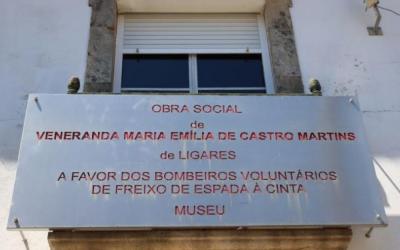 OBRA SOCIAL
de
VENERANDA MARIA EMÍLIA DE CASTRO MARTINS
de LIGARES
A FAVOR DOS BOMBEIROS VOLUNTÁRIOS
DE FREIXO DE ESPADA À CINTA
MUSEU